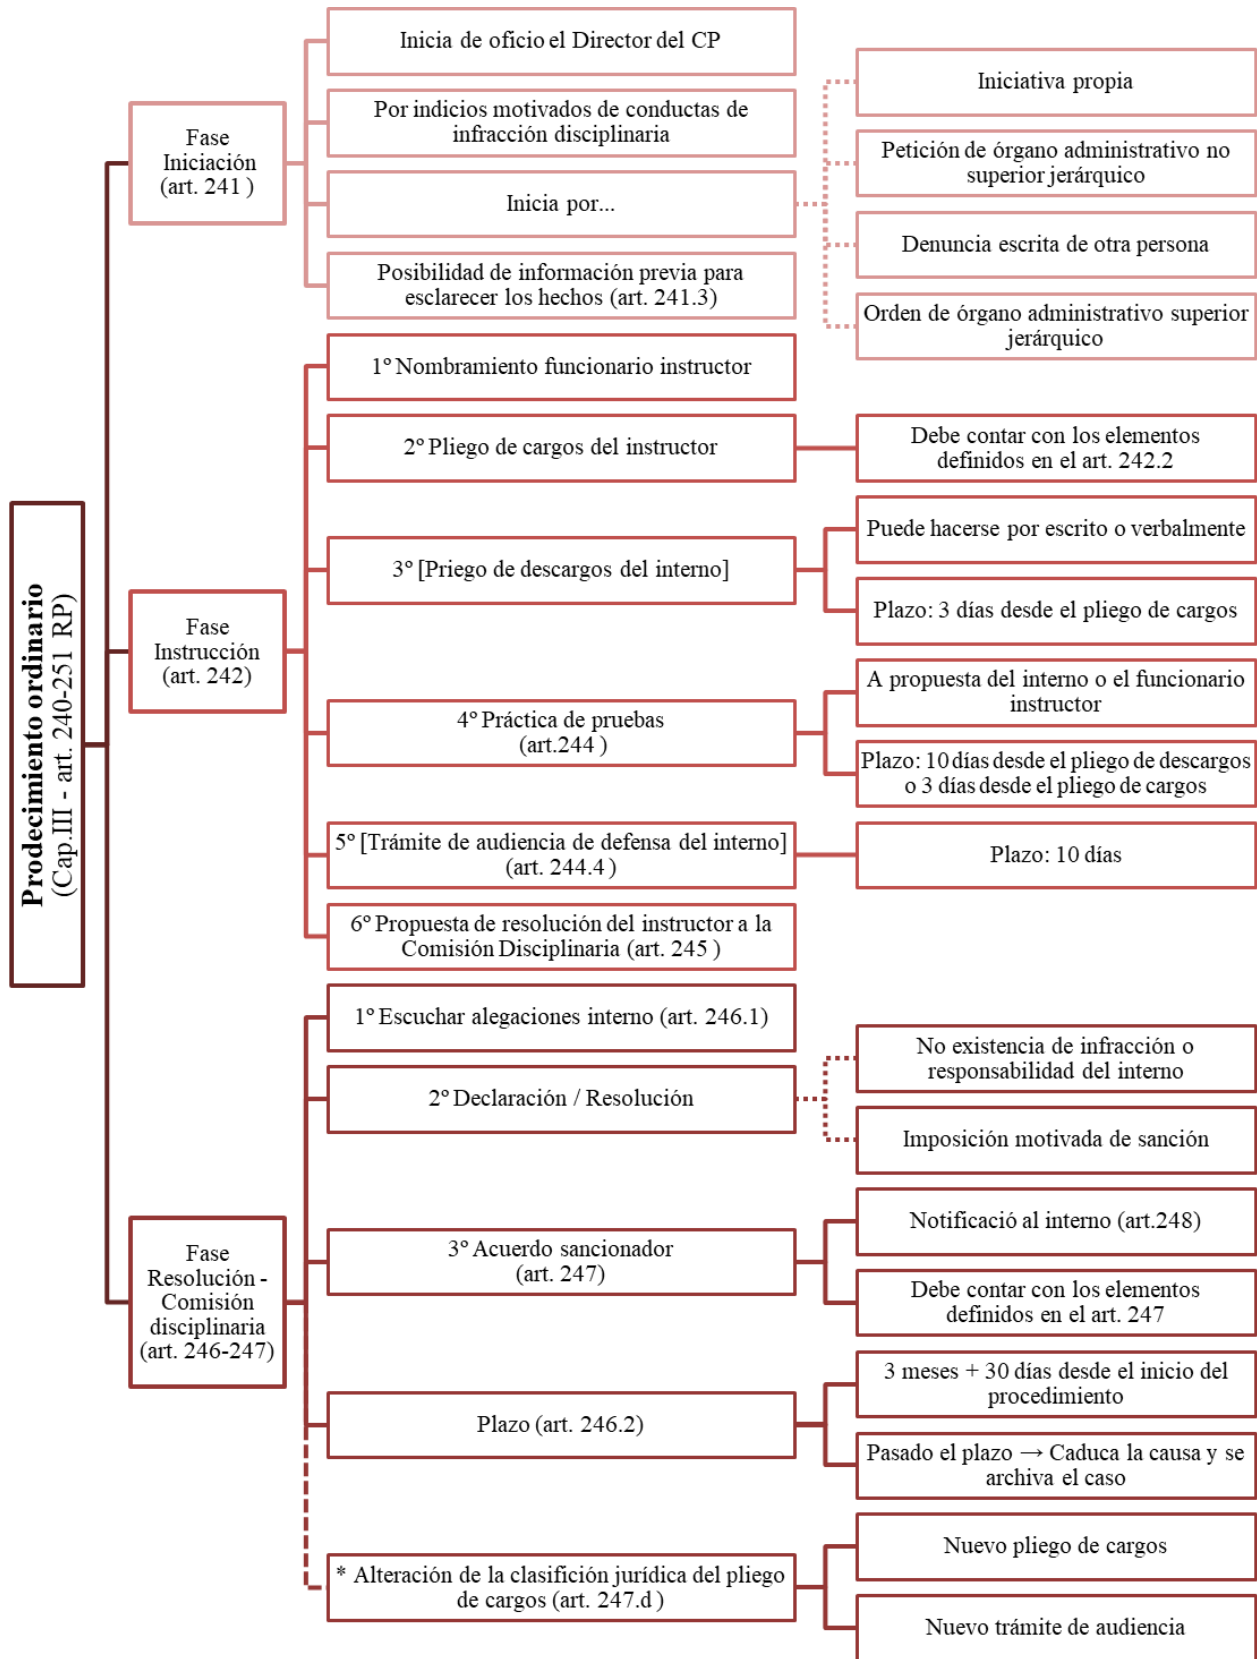 Prodecimiento ordinario
(Cap.III - art. 240-251 RP)
Fase
Iniciación
(art. 241 )
Inicia de oficio el Director del CP
Por indicios motivados de conductas de
infracción disciplinaria
Inicia por...
Iniciativa propia
Petición de órgano administrativo no
superior jerárquico
Denuncia escrita de otra persona
Orden de órgano administrativo superior
jerárquico
Posibilidad de información previa para
esclarecer los hechos (art. 241.3)
Fase
Instrucción
(art. 242)
1º Nombramiento funcionario instructor
2º Pliego de cargos del instructor
Debe contar con los elementos
definidos en el art. 242.2
3º [Priego de descargos del interno]
Puede hacerse por escrito o verbalmente
Plazo: 3 días desde el pliego de cargos
4º Práctica de pruebas
(art.244 )
A propuesta del interno o el funcionario
instructor
Plazo: 10 días desde el pliego de descargos
o 3 días desde el pliego de cargos
5º [Trámite de audiencia de defensa del interno]
(art. 244.4 )
Plazo: 10 días
6º Propuesta de resolución del instructor a la
Comisión Disciplinaria (art. 245 )
Fase
Resolución -
Comisión
disciplinaria
(art. 246-247)
1º Escuchar alegaciones interno (art. 246.1)
2º Declaración / Resolución
No existencia de infracción o
responsabilidad del interno
Imposición motivada de sanción
3º Acuerdo sancionador
(art. 247)
Notificació al interno (art.248)
Debe contar con los elementos
definidos en el art. 247
Plazo (art. 246.2)
3 meses + 30 días desde el inicio del
procedimiento
Pasado el plazo → Caduca la causa y se
archiva el caso
* Alteración de la clasifición jurídica del pliego
de cargos (art. 247.d )
Nuevo pliego de cargos
Nuevo trámite de audiencia